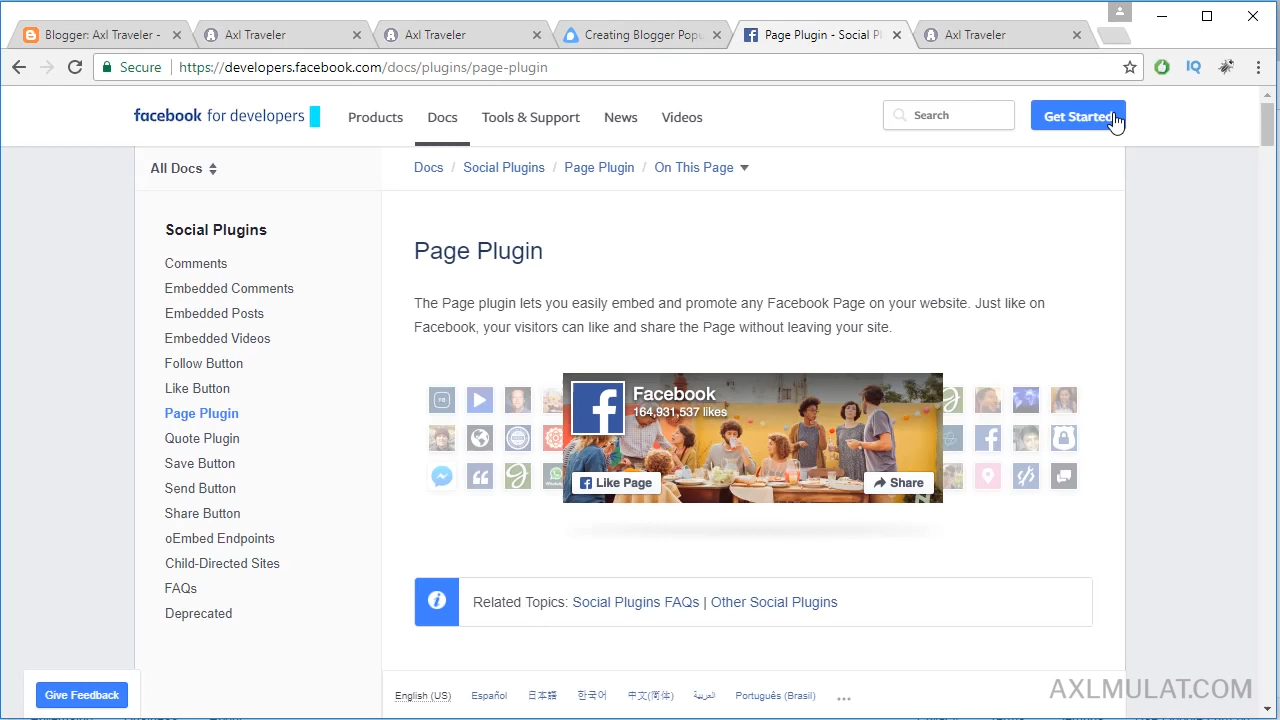 Blogger: Axl Traveler -
Axl Traveler
Axl Traveler
Creating Blogger Popu
Page Plugin - Social Pl
Axl Traveler
Secure
https://developers.facebook.com/docs/plugins/page-plugin
IQ
facebook for developers
Products
Docs
Tools & Support
News
Videos
Search
Get Started
All Docs
Docs / Social Plugins / Page Plugin / On This Page
Social Plugins
Comments
Embedded Comments
Embedded Posts
Embedded Videos
Follow Button
Like Button
Page Plugin
Quote Plugin
Save Button
Send Button
Share Button
oEmbed Endpoints
Child-Directed Sites
FAQs
Deprecated
Page Plugin
The Page plugin lets you easily embed and promote any Facebook Page on your website. Just like on
Facebook, your visitors can like and share the Page without leaving your site.
Facebook
164,931,537 likes
Like Page
Share
Related Topics: Social Plugins FAQs | Other Social Plugins
Give Feedback
English (US)
Español
日本語
한국어
中文(简体)
العربية
Português (Brasil)
AXLMULAT.COM